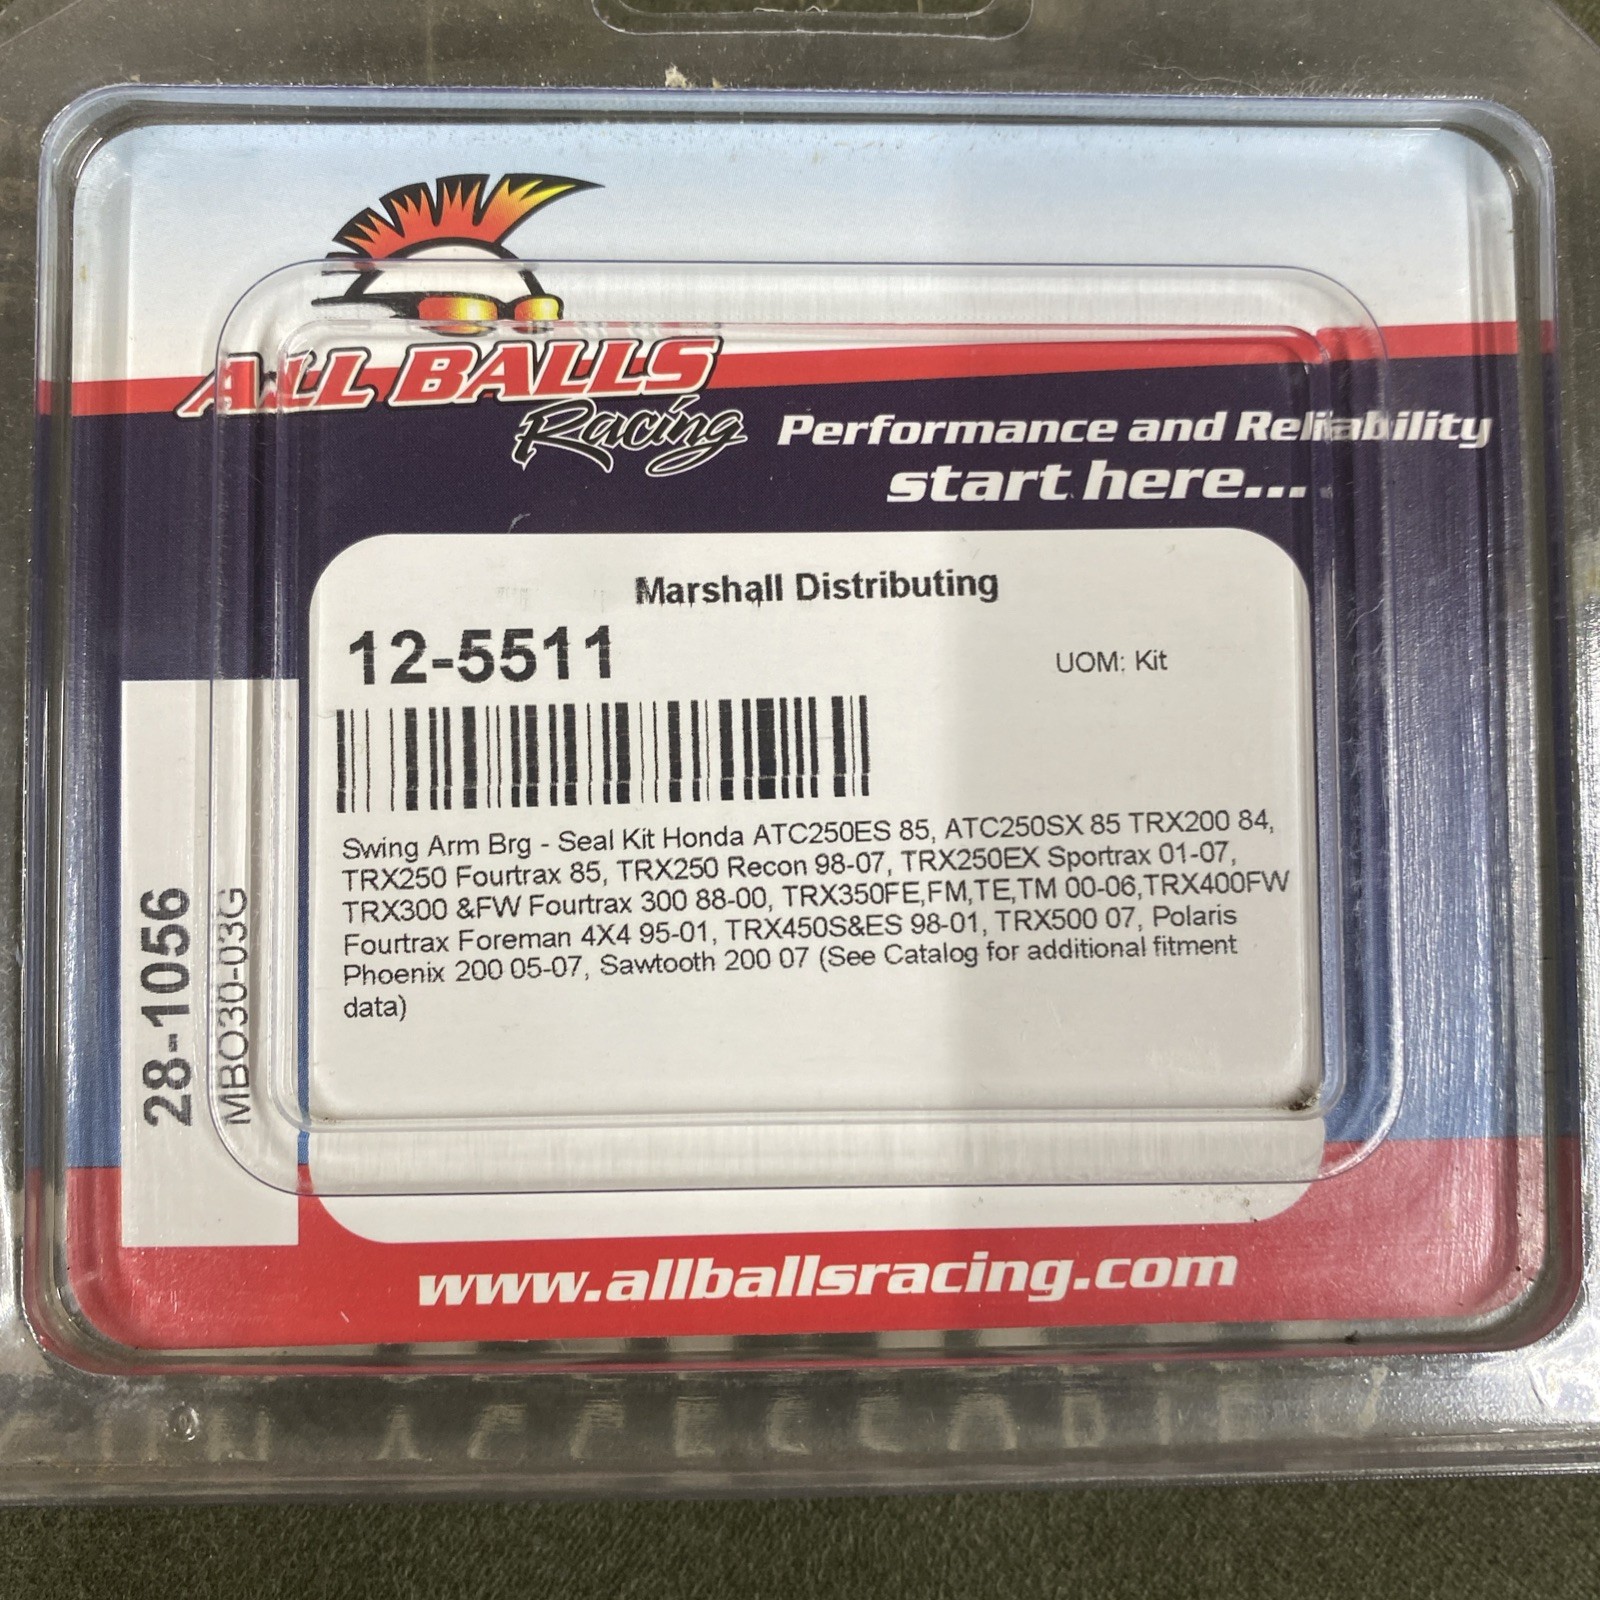 ALL BALLS
Racing
Performance and Reliability
start here...
Marshall Distributing
12-5511
UOM: Kit
Swing Arm Brg - Seal Kit Honda ATC250ES 85, ATC250SX 85 TRX200 84,
TRX250 Fourtrax 85, TRX250 Recon 98-07, TRX250EX Sportrax 01-07,
TRX300 &FW Fourtrax 300 88-00, TRX350FE,FM,TE,TM 00-06,TRX400FW
Fourtrax Foreman 4X4 95-01, TRX450S&ES 98-01, TRX500 07, Polaris
Phoenix 200 05-07, Sawtooth 200 07 (See Catalog for additional fitment
data)
28-1056
MBO30-03G
www.allballsracing.com